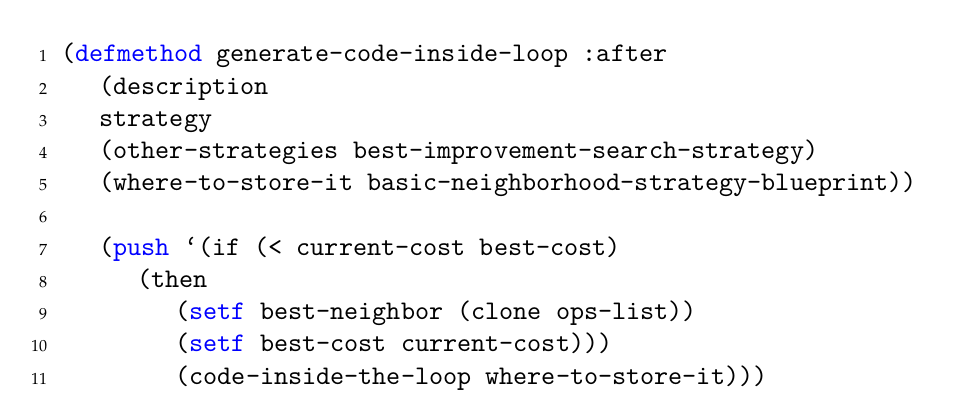 1 (defmethod generate-code-inside-loop :after
2 (description
3 strategy
4 (other-strategies best-improvement-search-strategy)
5 (where-to-store-it basic-neighborhood-strategy-blueprint))
6
7 (push ‘(if (< current-cost best-cost)
8 (then
9 (setf best-neighbor (clone ops-list))
10 (setf best-cost current-cost)))
11 (code-inside-the-loop where-to-store-it)))